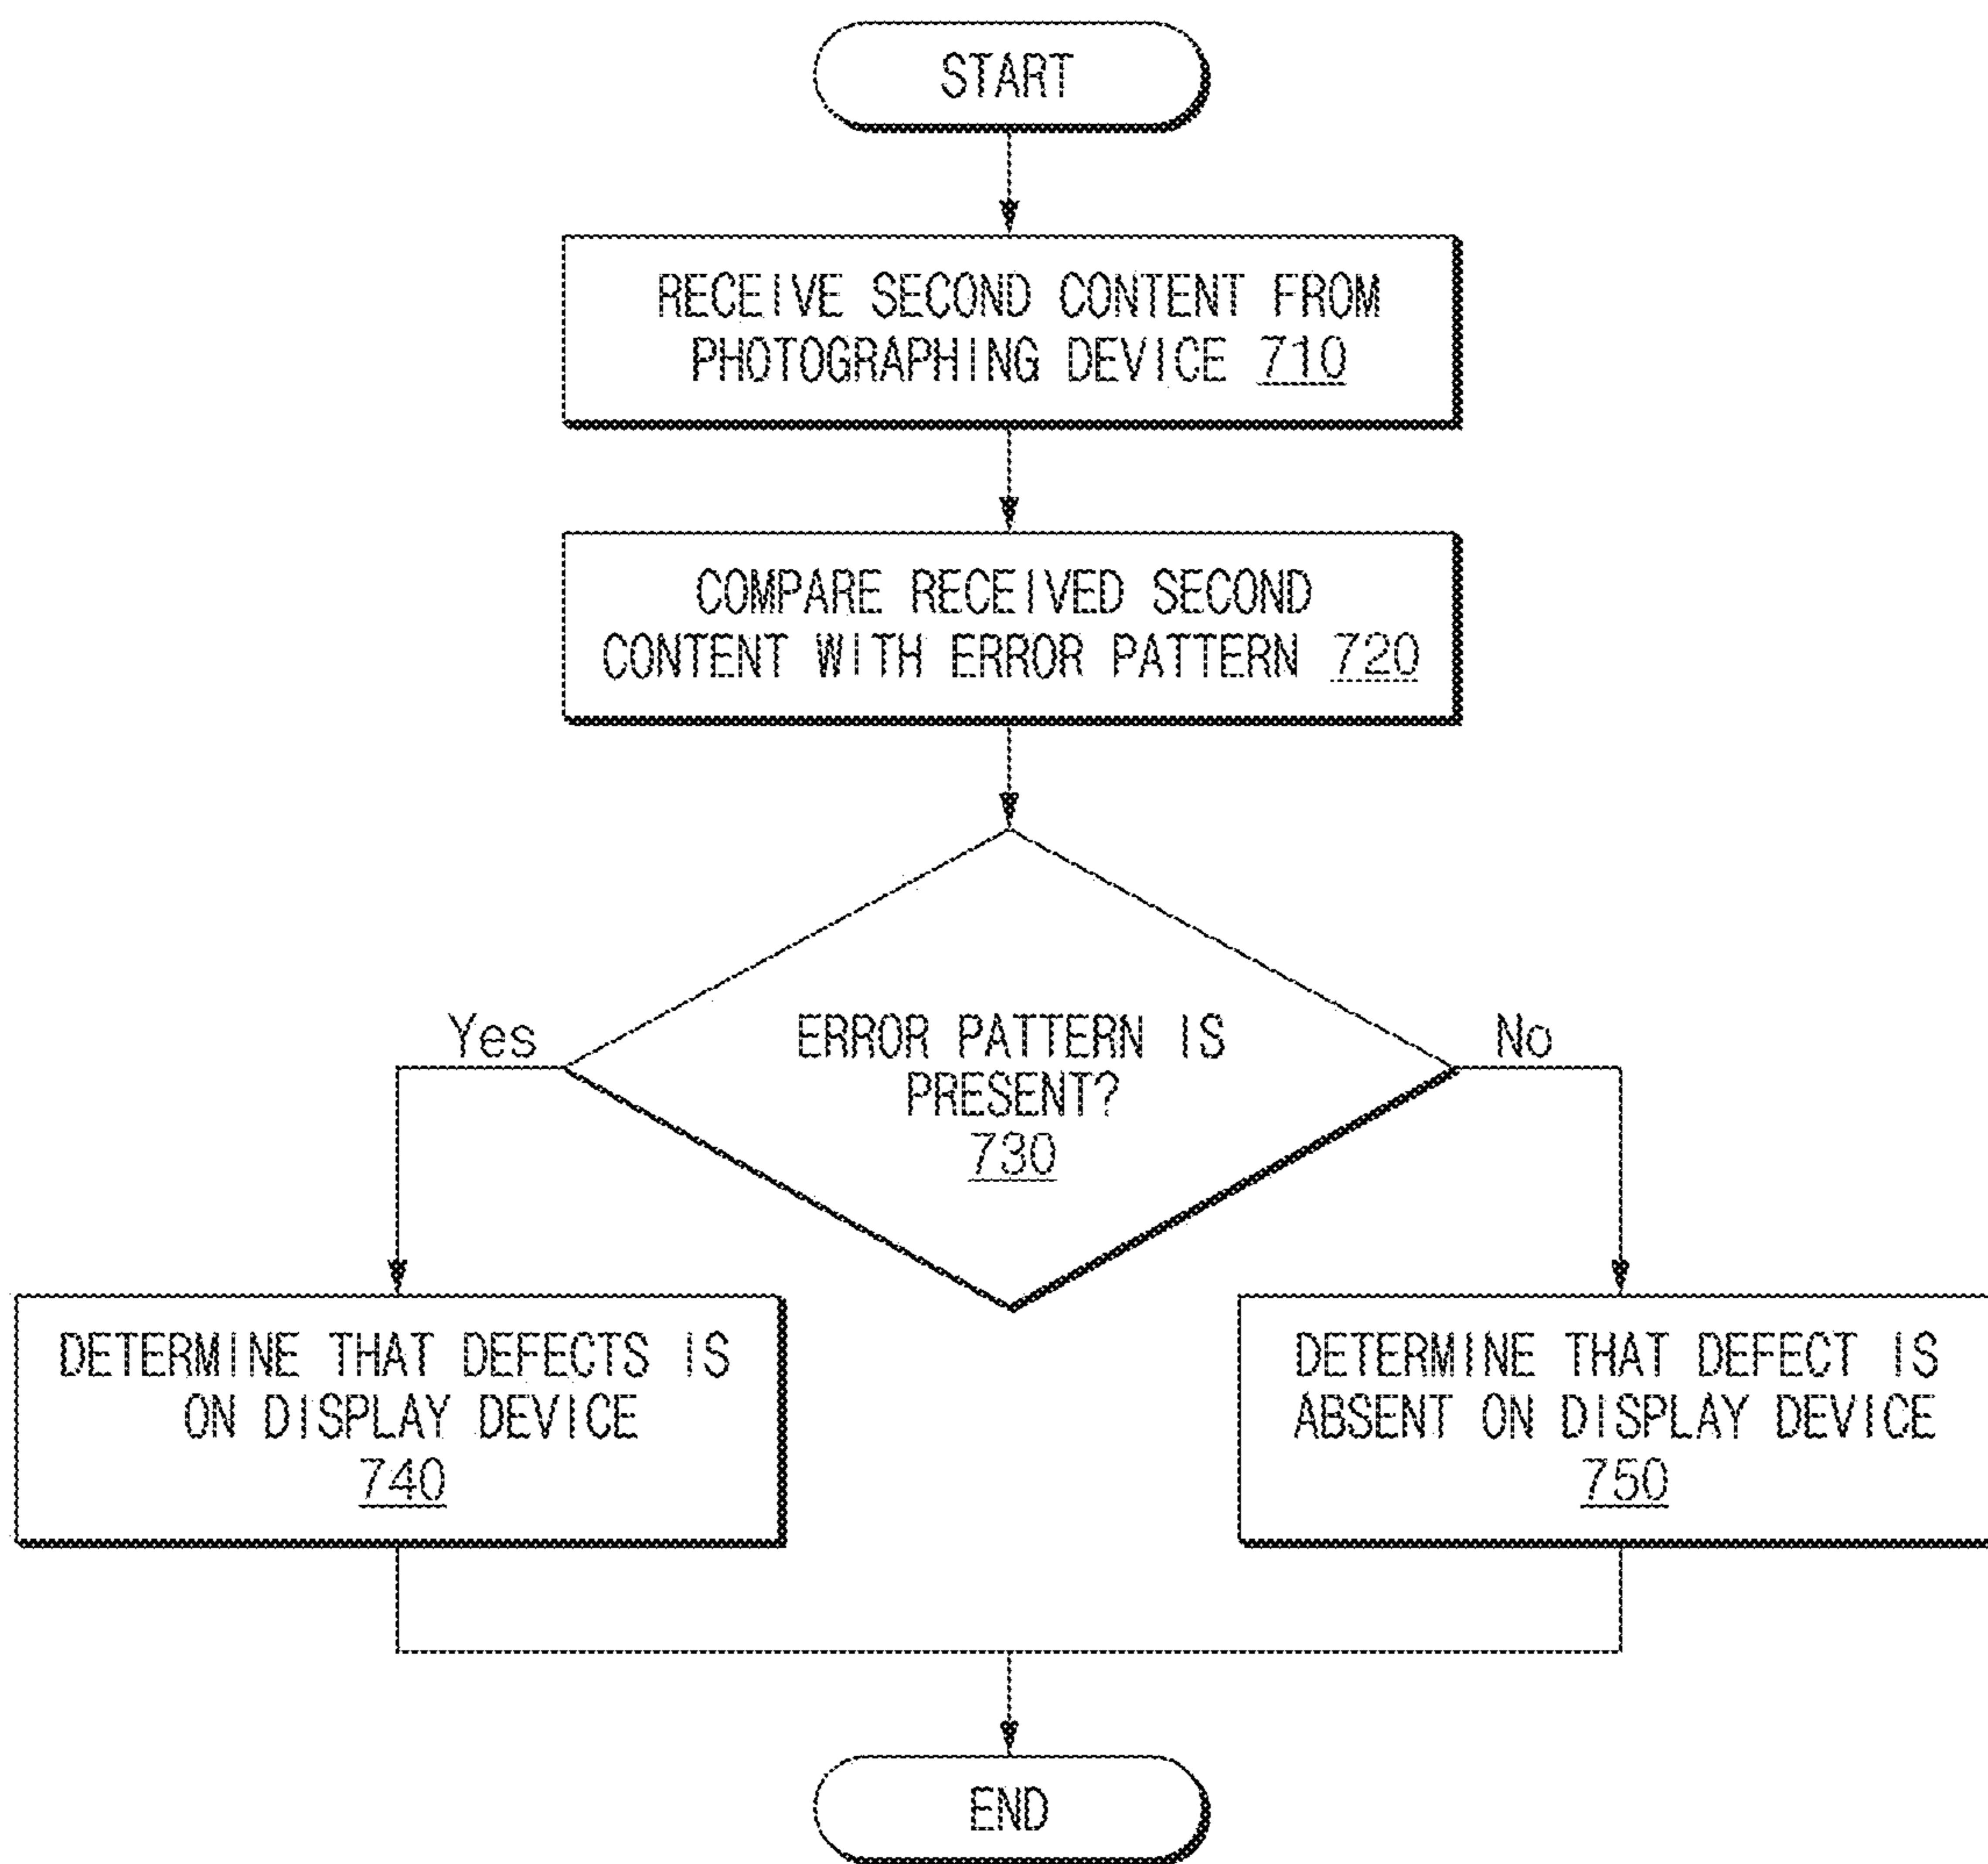 START
RECEIVE SECOND CONTENT FROM
PHOTOGRAPHING DEVICE 710
COMPARE RECEIVED SECOND
CONTENT WITH ERROR PATTERN 720
Yes
ERROR PATTERN IS
PRESENT?
730
No
DETERMINE THAT DEFECTS IS
ON DISPLAY DEVICE
740
DETERMINE THAT DEFECT IS
ABSENT ON DISPLAY DEVICE
750
END